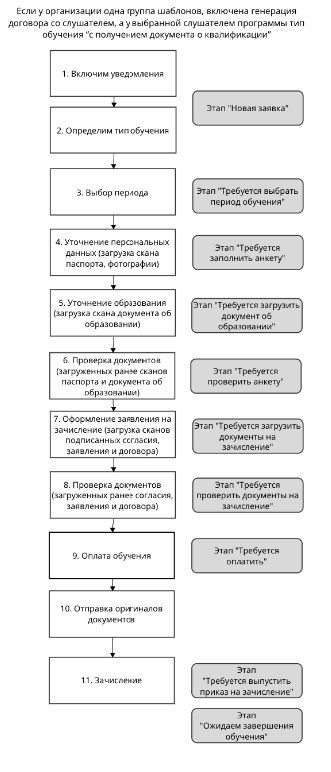 Если у организации одна группа шаблонов, включена генерация
договора со слушателем, а у выбранной слушателем программы тип
обучения “с получением документа о квалификации”
1. Включим уведомления
Этап "Новая заявка"
2. Определим тип обучения
3. Выбор периода
Этап "Требуется выбрать
период обучения"
4. Уточнение персональных
данных (загрузка скана
паспорта, фотографии)
Этап "Требуется
заполнить анкету"
5. Уточнение образования
(загрузка скана документа об
образовании)
Этап "Требуется загрузить
документ об
образовании"
6. Проверка документов
(загруженных ранее сканов
паспорта и документа об
образовании)
Этап "Требуется
проверить анкету"
7. Оформление заявления на
зачисление (загрузка сканов
подписанных согласия,
заявления и договора)
Этап "Требуется загрузить
документы на
зачисление"
8. Проверка документов
(загруженных ранее согласия,
заявления и договора)
Этап "Требуется
проверить документы на
зачисление"
9. Оплата обучения
Этап "Требуется
оплатить"
10. Отправка оригиналов
документов
11. Зачисление
Этап
"Требуется выпустить
приказ на зачисление"
Этап
"Ожидаем завершения
обучения"